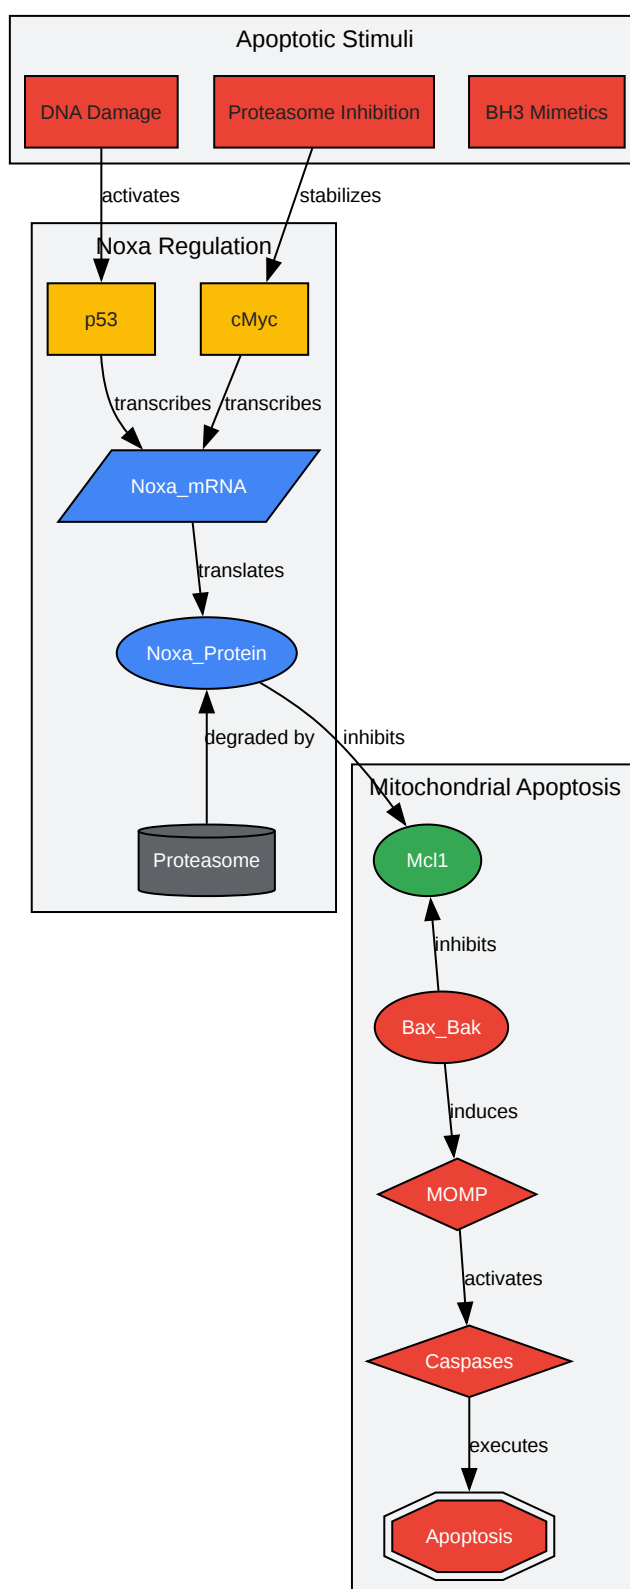 Apoptotic Stimuli
DNA Damage
Proteasome Inhibition
BH3 Mimetics
activates
stabilizes
Noxa Regulation
p53
cMyc
transcribes
transcribes
Noxa_mRNA
translates
Noxa_Protein
degraded by
inhibits
Mitochondrial Apoptosis
Proteasome
Mcl1
inhibits
Bax_Bak
induces
MOMP
activates
Caspases
executes
Apoptosis